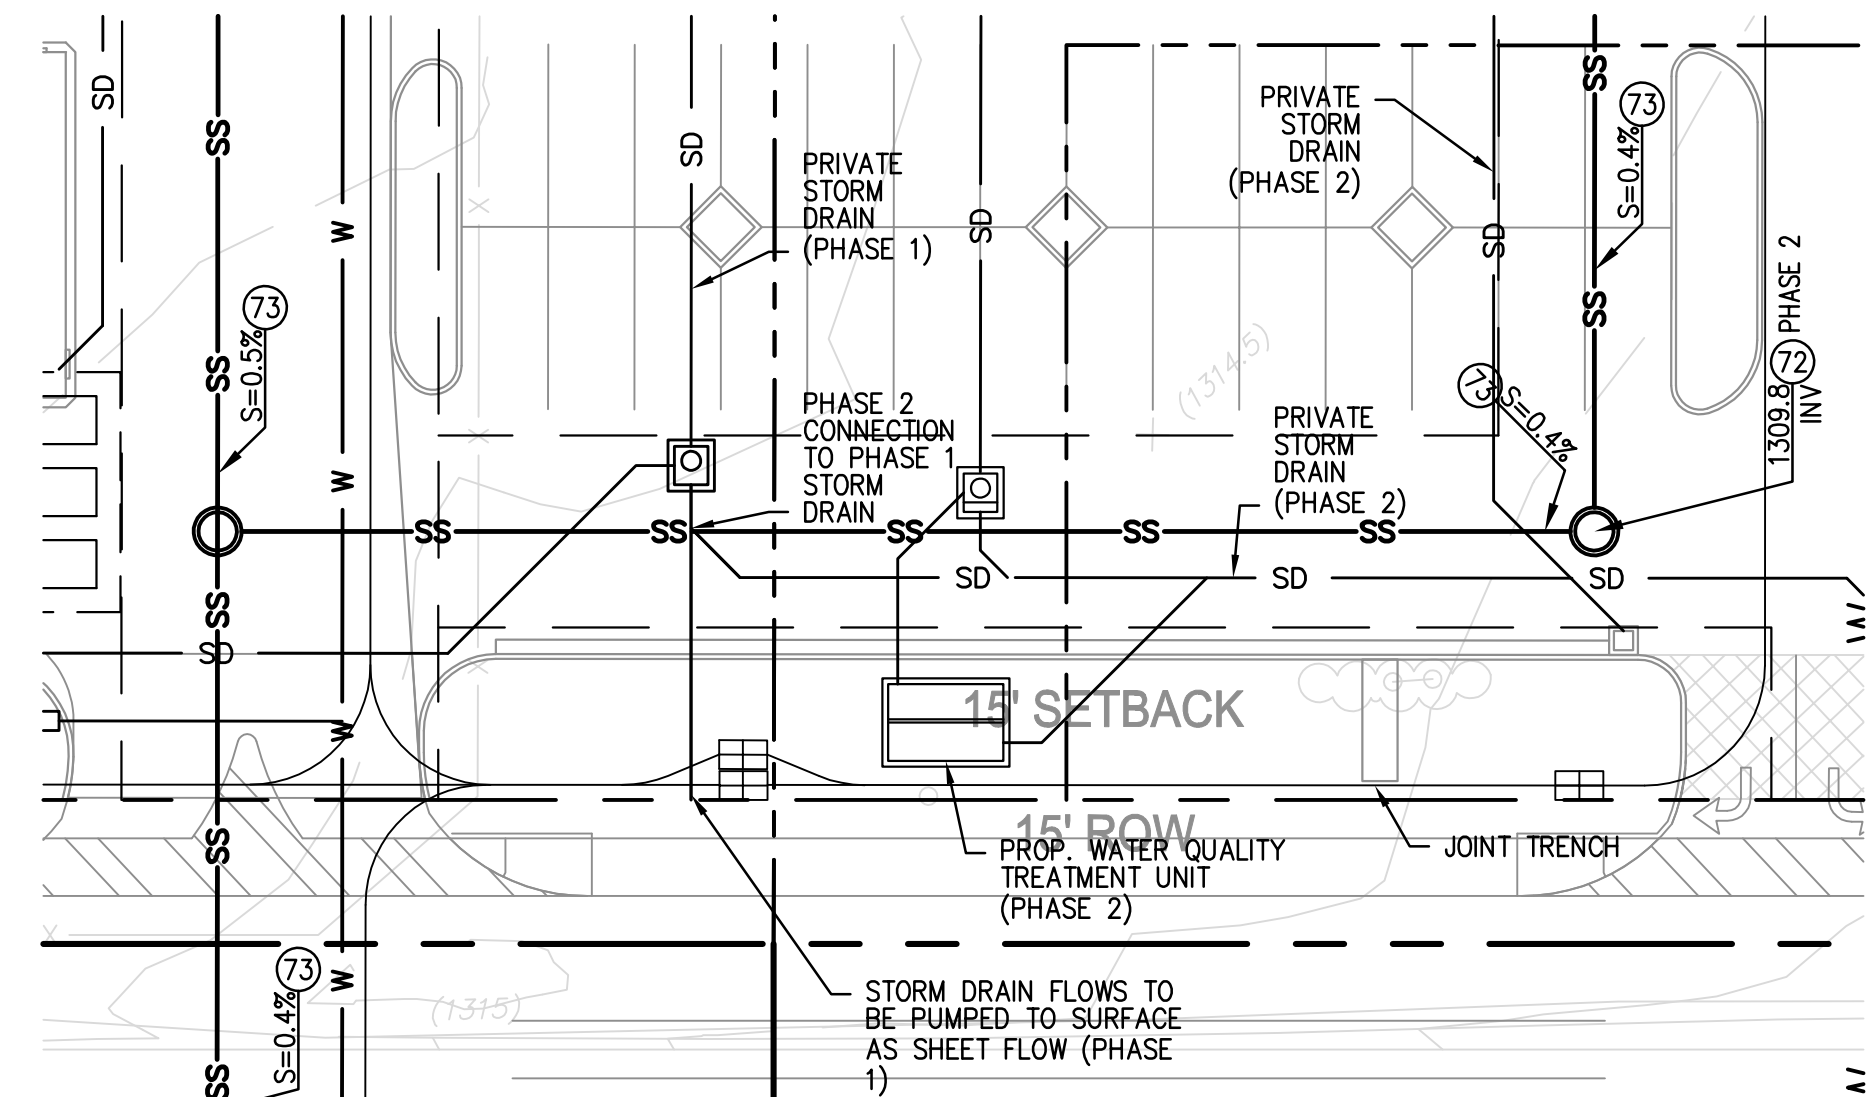 SD
SS
W
SD
PRIVATE
STORM
DRAIN
(PHASE 1)
SD
PRIVATE
STORM
DRAIN
(PHASE 2)
SD
SS
73
S=0.4%
SS
73
S=0.5%
SS
W
PHASE 2
CONNECTION
TO PHASE 1
STORM
DRAIN
(1314.5)
PRIVATE
STORM
DRAIN
(PHASE 2)
73
S=0.4%
PHASE 2
72
1309.8
INV
SS
SS
SS
SS
SS
SD
SD
SD
W
SS
SD
W
15' SETBACK
15' ROW
PROP. WATER QUALITY
TREATMENT UNIT
(PHASE 2)
JOINT TRENCH
SS
73
S=0.4%
W
(1315)
STORM DRAIN FLOWS TO
BE PUMPED TO SURFACE
AS SHEET FLOW (PHASE
1)
SS
W